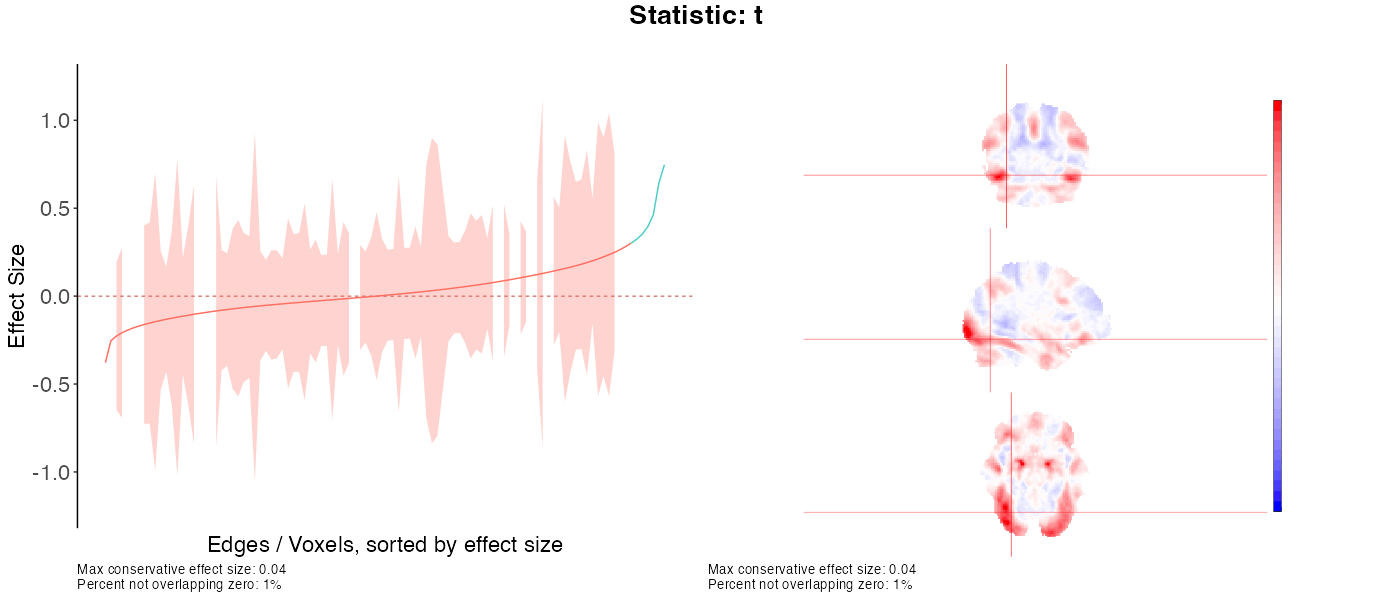 Statistic: t
1.0
0.5
0.0
-0.5
-1.0
Effect Size
Edges / Voxels, sorted by effect size
Max conservative effect size: 0.04
Percent not overlapping zero: 1%
Max conservative effect size: 0.04
Percent not overlapping zero: 1%